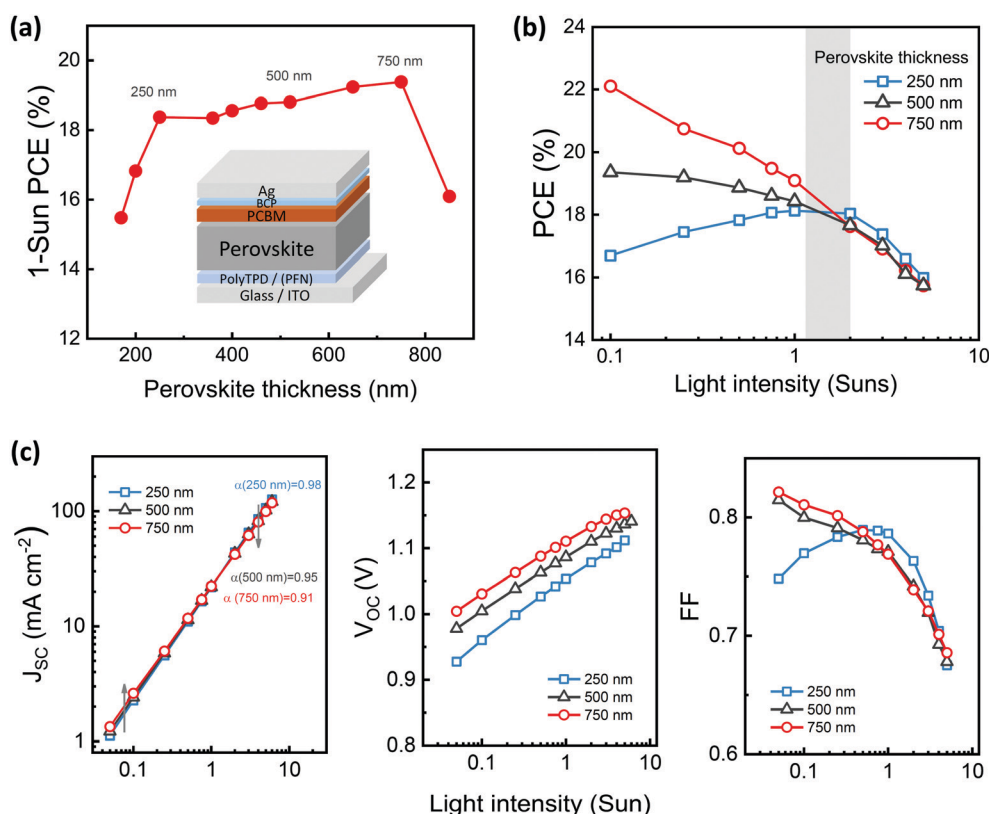 (a)
1-Sun PCE (%)
20
18
16
14
12
250 nm
500 nm
750 nm
Ag
BCP
PCBM
Perovskite
PolyTPD / (PFN)
Glass / ITO
200
400
600
800
Perovskite thickness (nm)
(b)
PCE (%)
24
22
20
18
16
14
Perovskite thickness
250 nm
500 nm
750 nm
0.1
1
10
Light intensity (Suns)
(c)
J_SC (mA cm⁻²)
100
10
1
250 nm
500 nm
750 nm
α(250 nm)=0.98
α(500 nm)=0.95
α (750 nm)=0.91
0.1
1
10
V_OC (V)
1.2
1.1
1.0
0.9
0.8
250 nm
500 nm
750 nm
0.1
1
10
Light intensity (Sun)
FF
0.8
0.7
0.6
250 nm
500 nm
750 nm
0.1
1
10